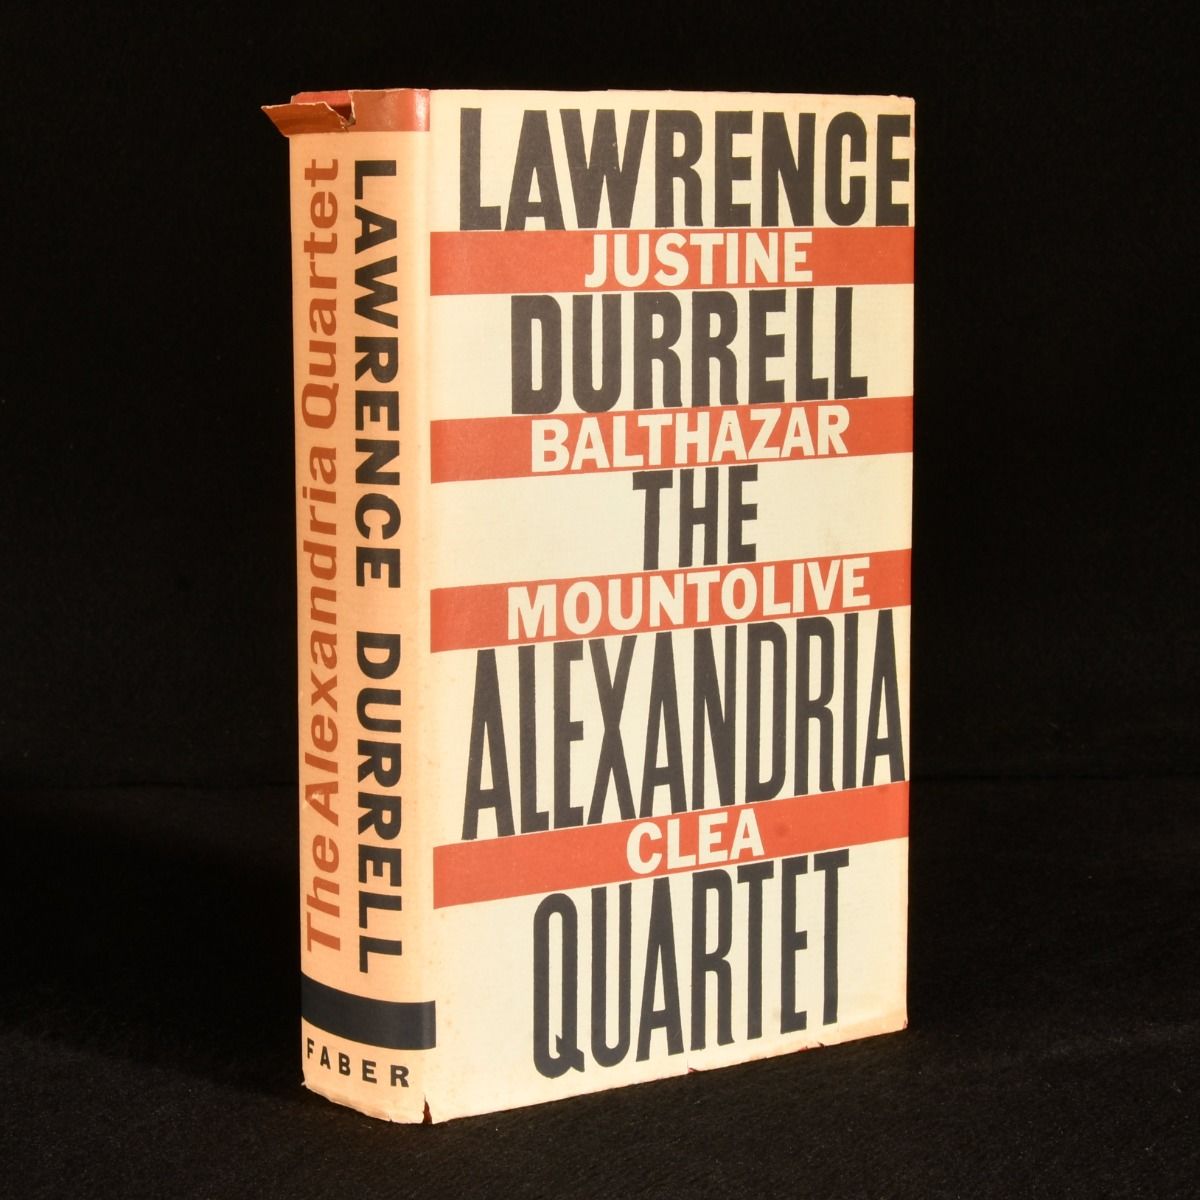 The Alexandria Quartet
LAWRENCE DURRELL
FABER
LAWRENCE
JUSTINE
DURRELL
BALTHAZAR
THE
MOUNTOLIVE
ALEXANDRIA
CLEA
QUARTET